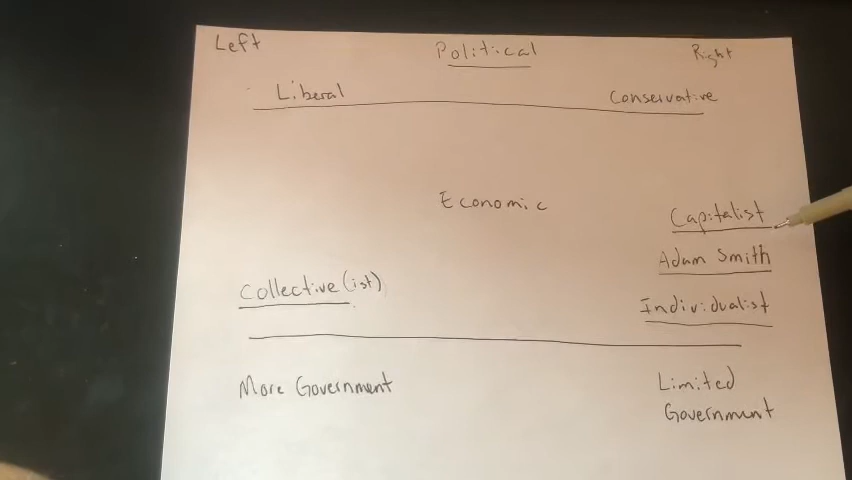 Left Political Right
Liberal Conservative
Economic
Capitalist
Adam Smith
Collective(ist)
Individualist
More Government
Limited
Government